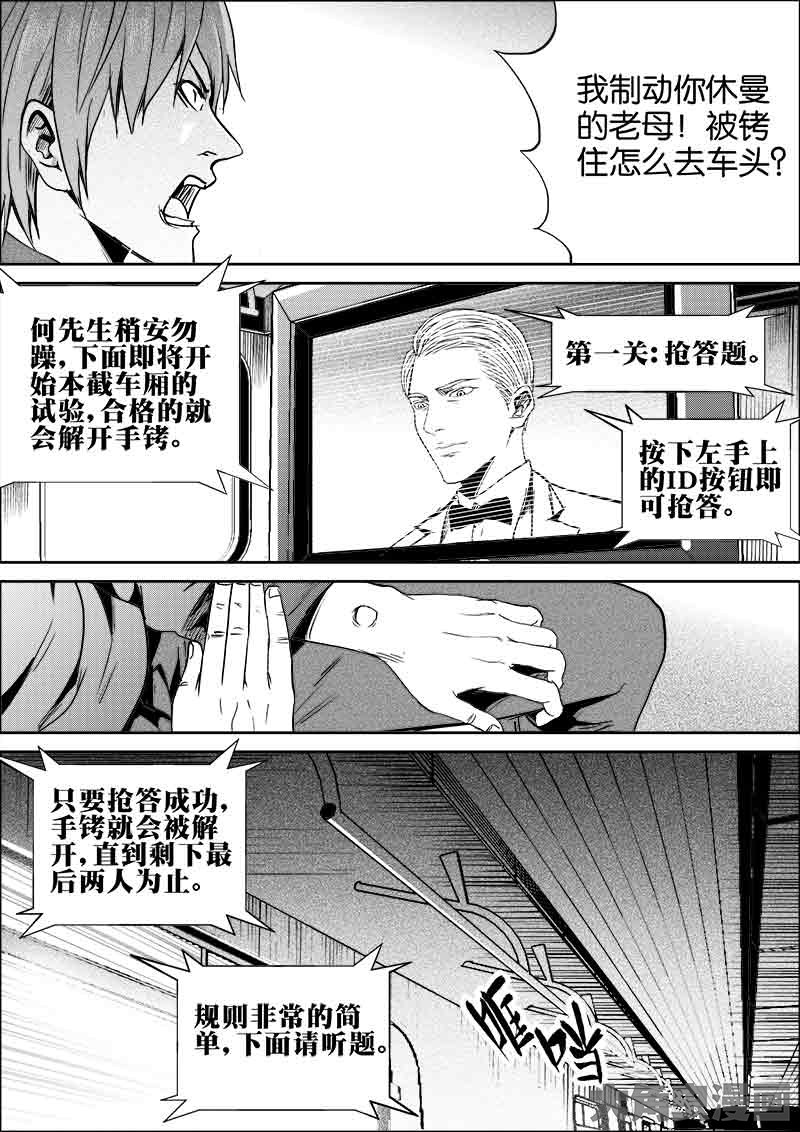 我制动你休曼
的老母！被铐
住怎么去车头？
何先生稍安勿
躁，下面即将开
始本截车厢的
试验，合格的就
会解开手铐。
第一关：抢答题。
按下左手上
的ID按钮即
可抢答。
只要抢答成功，
手铐就会被解
开，直到剩下最
后两人为止。
规则非常的简
单，下面请听题。
哐当